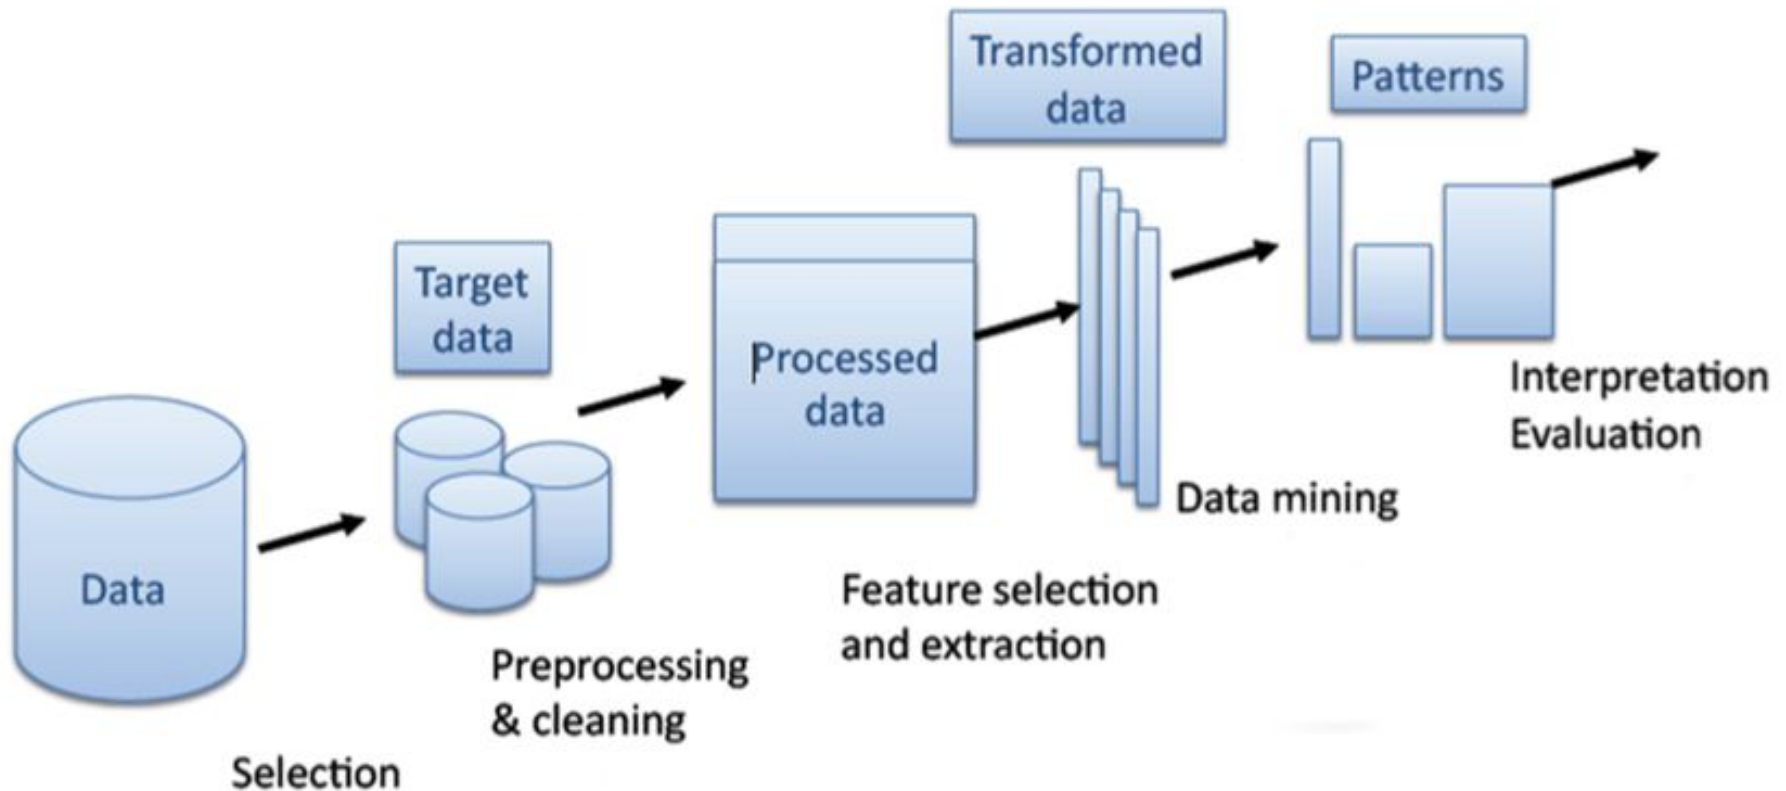 Transformed
data
Patterns
Target
data
Processed
data
Data
Interpretation
Evaluation
Data mining
Feature selection
and extraction
Preprocessing
& cleaning
Selection